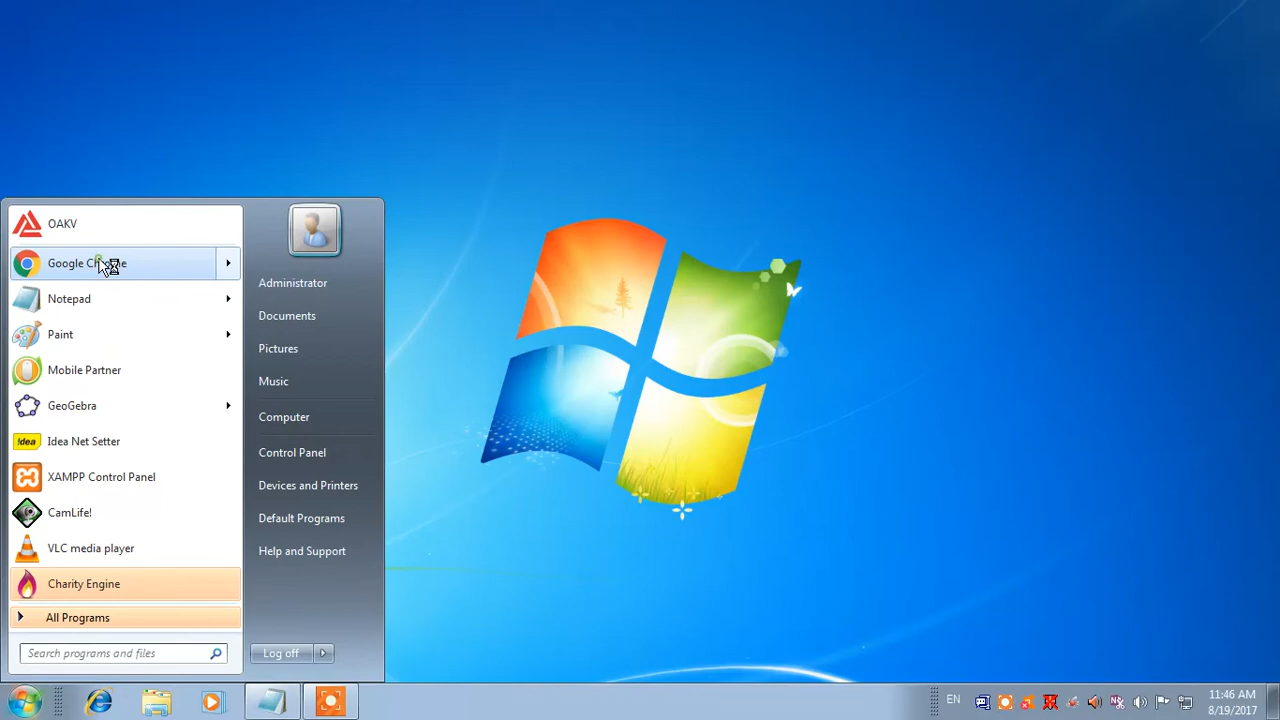 OAKV
Google Chrome
Notepad
Paint
Mobile Partner
GeoGebra
!dea Idea Net Setter
XAMPP Control Panel
CamLife!
VLC media player
Charity Engine
All Programs
Search programs and files
Administrator
Documents
Pictures
Music
Computer
Control Panel
Devices and Printers
Default Programs
Help and Support
Log off
EN
11:46 AM
8/19/2017